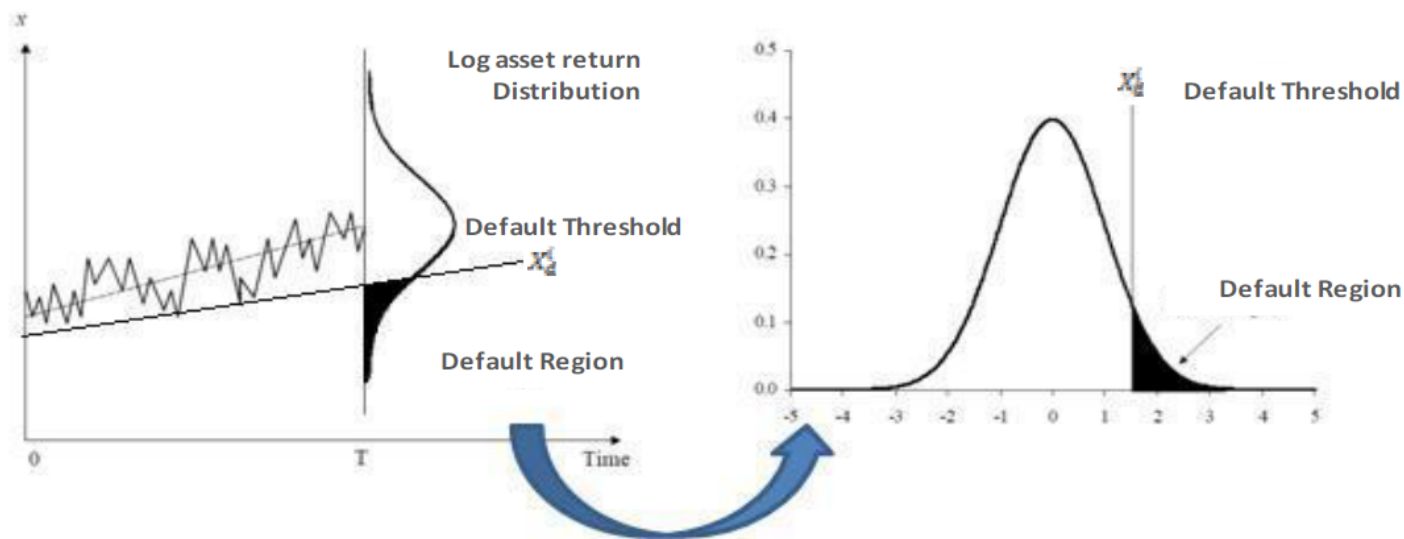 x
Log asset return
Distribution
Default Threshold
Default Region
0
T
Time
0.5
0.4
0.3
0.2
0.1
0.0
-5 -4 -3 -2 -1 0 1 2 3 4 5
Default Threshold
Default Region